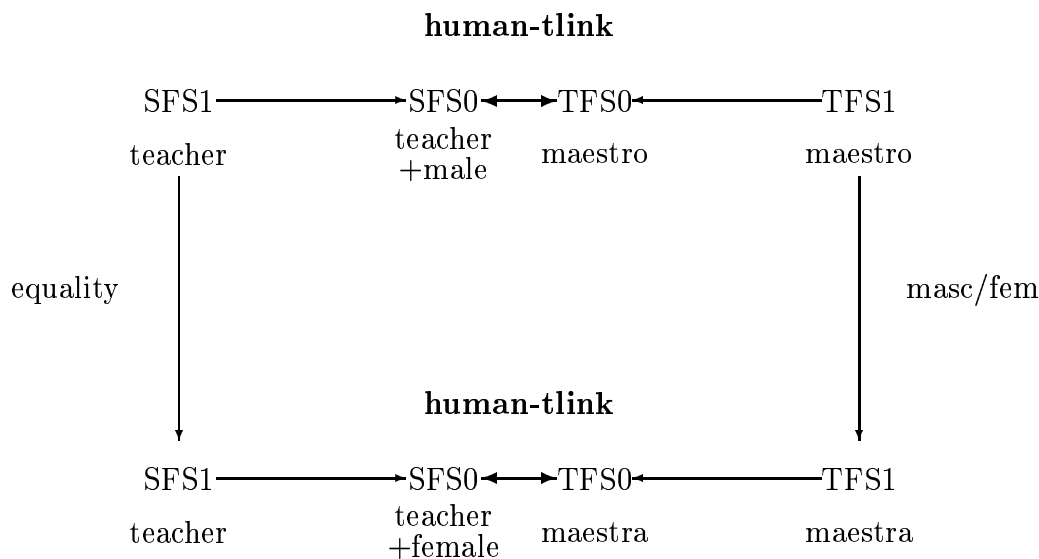 human-tlink
SFS1 SFS0 TFS0 TFS1
teacher teacher +male maestro maestro
equality masc/fem
human-tlink
SFS1 SFS0 TFS0 TFS1
teacher teacher +female maestra maestra